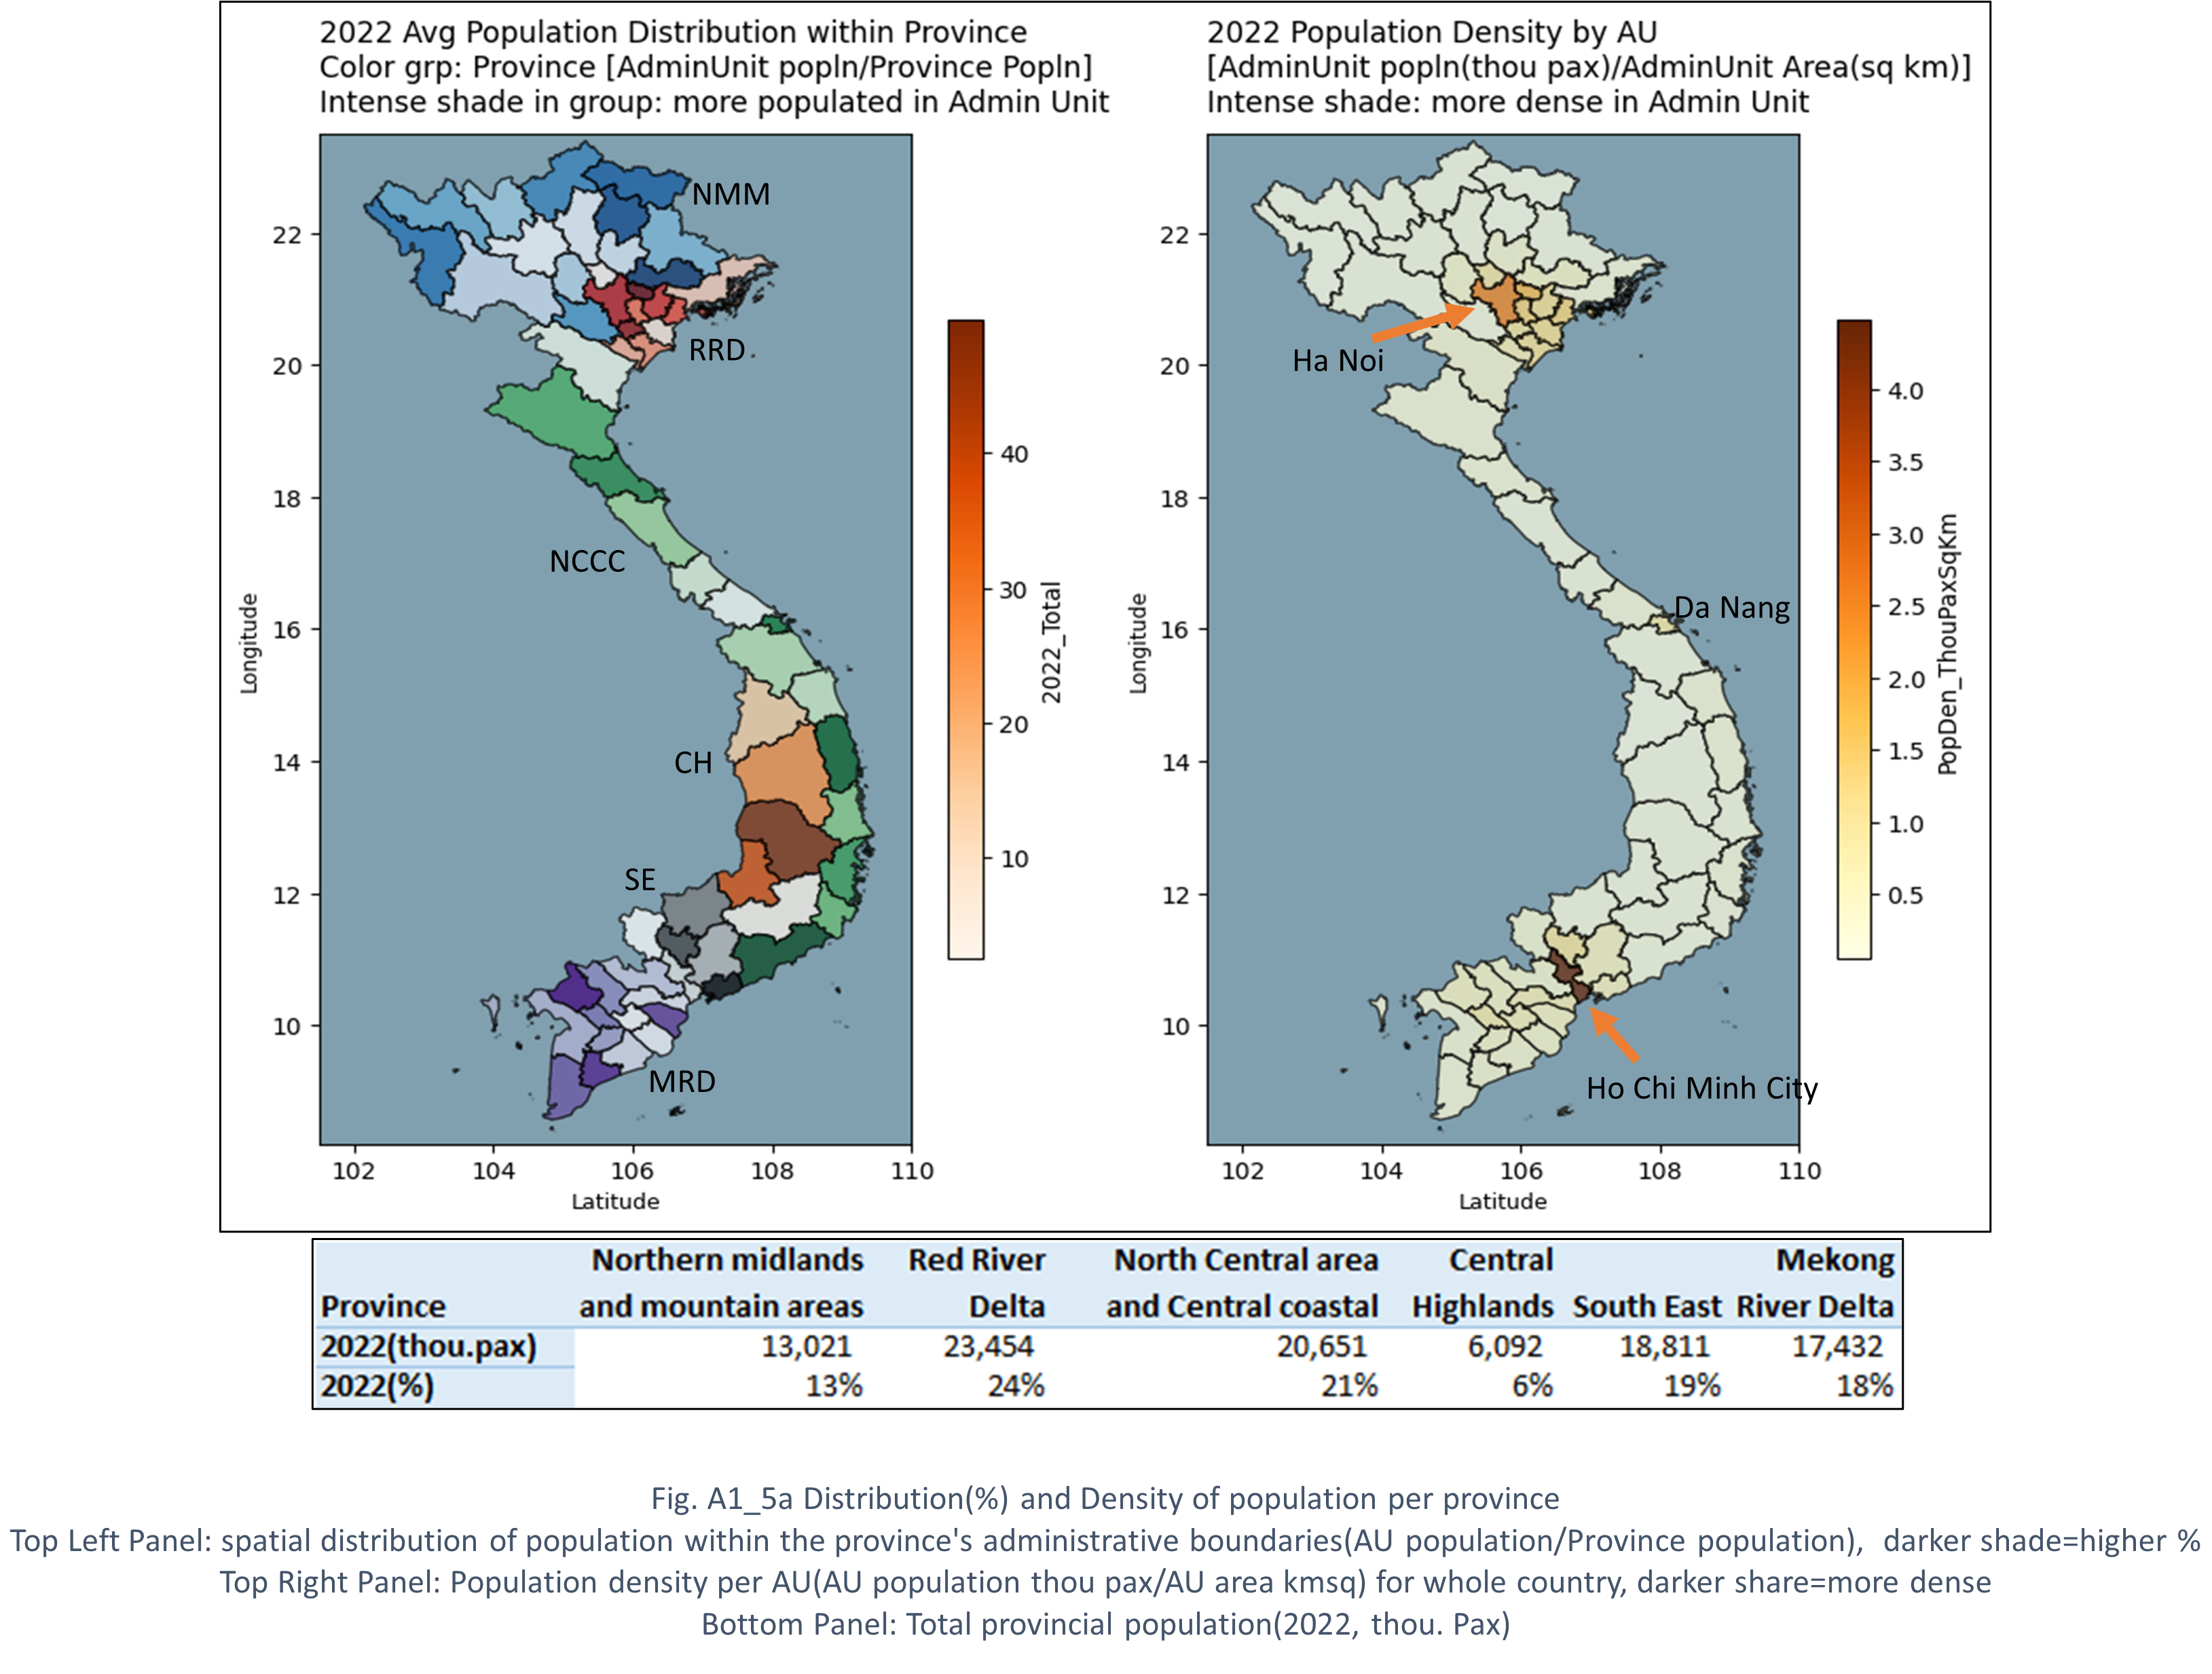 2022 Avg Population Distribution within Province
Color grp: Province [AdminUnit popln/Province Popln]
Intense shade in group: more populated in Admin Unit
NMM
RRD
NCCC
CH
SE
MRD
22
20
18
16
14
12
10
Longitude
102
104
106
108
110
Latitude
40
30
20
10
2022_Total
2022 Population Density by AU
[AdminUnit popln(thou pax)/AdminUnit Area(sq km)]
Intense shade: more dense in Admin Unit
Ha Noi
Da Nang
Ho Chi Minh City
22
20
18
16
14
12
10
Longitude
102
104
106
108
110
Latitude
4.0
3.5
3.0
2.5
2.0
1.5
1.0
0.5
PopDen_ThouPaxSqKm
Northern midlands Red River North Central area Central Mekong
Province and mountain areas Delta and Central coastal Highlands South East River Delta
2022(thou.pax) 13,021 23,454 20,651 6,092 18,811 17,432
2022(%) 13% 24% 21% 6% 19% 18%
Fig. A1_5a Distribution(%) and Density of population per province
Top Left Panel: spatial distribution of population within the province's administrative boundaries(AU population/Province population), darker shade=higher %
Top Right Panel: Population density per AU(AU population thou pax/AU area kmsq) for whole country, darker share=more dense
Bottom Panel: Total provincial population(2022, thou. Pax)